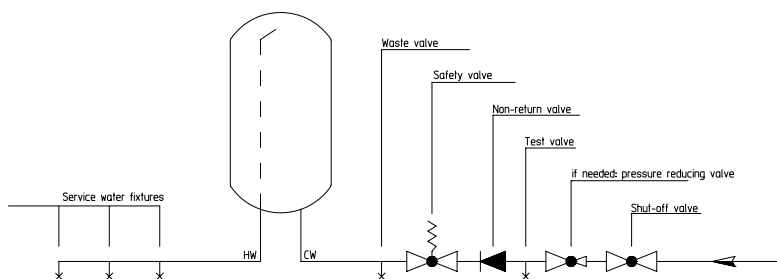 Waste valve
Safety valve
Non-return valve
Test valve
if needed: pressure reducing valve
Shut-off valve
Service water fixtures
HW
CW